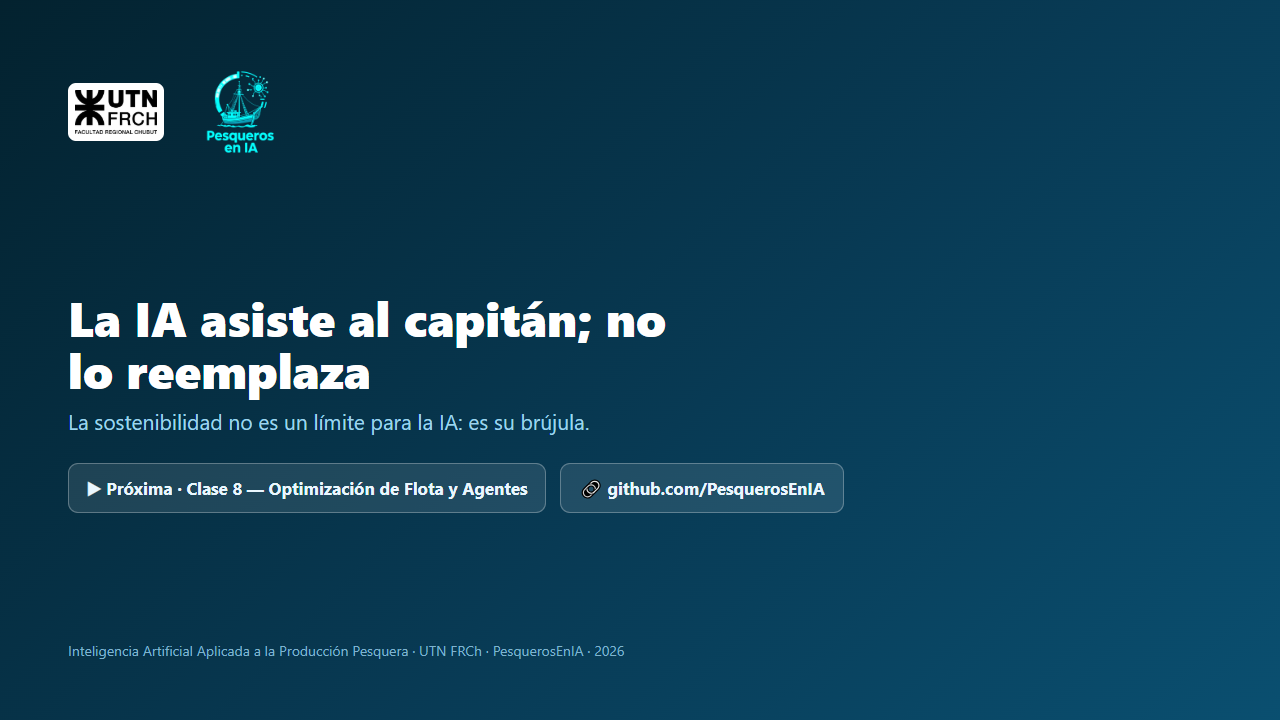 UTN
FRCH
FACULTAD REGIONAL CHUBUT
Pesqueros
en IA
La IA asiste al capitán; no
lo reemplaza
La sostenibilidad no es un límite para la IA: es su brújula.
▶ Próxima · Clase 8 — Optimización de Flota y Agentes
🔗 github.com/PesquerosEnIA
Inteligencia Artificial Aplicada a la Producción Pesquera · UTN FRCh · PesquerosEnIA · 2026